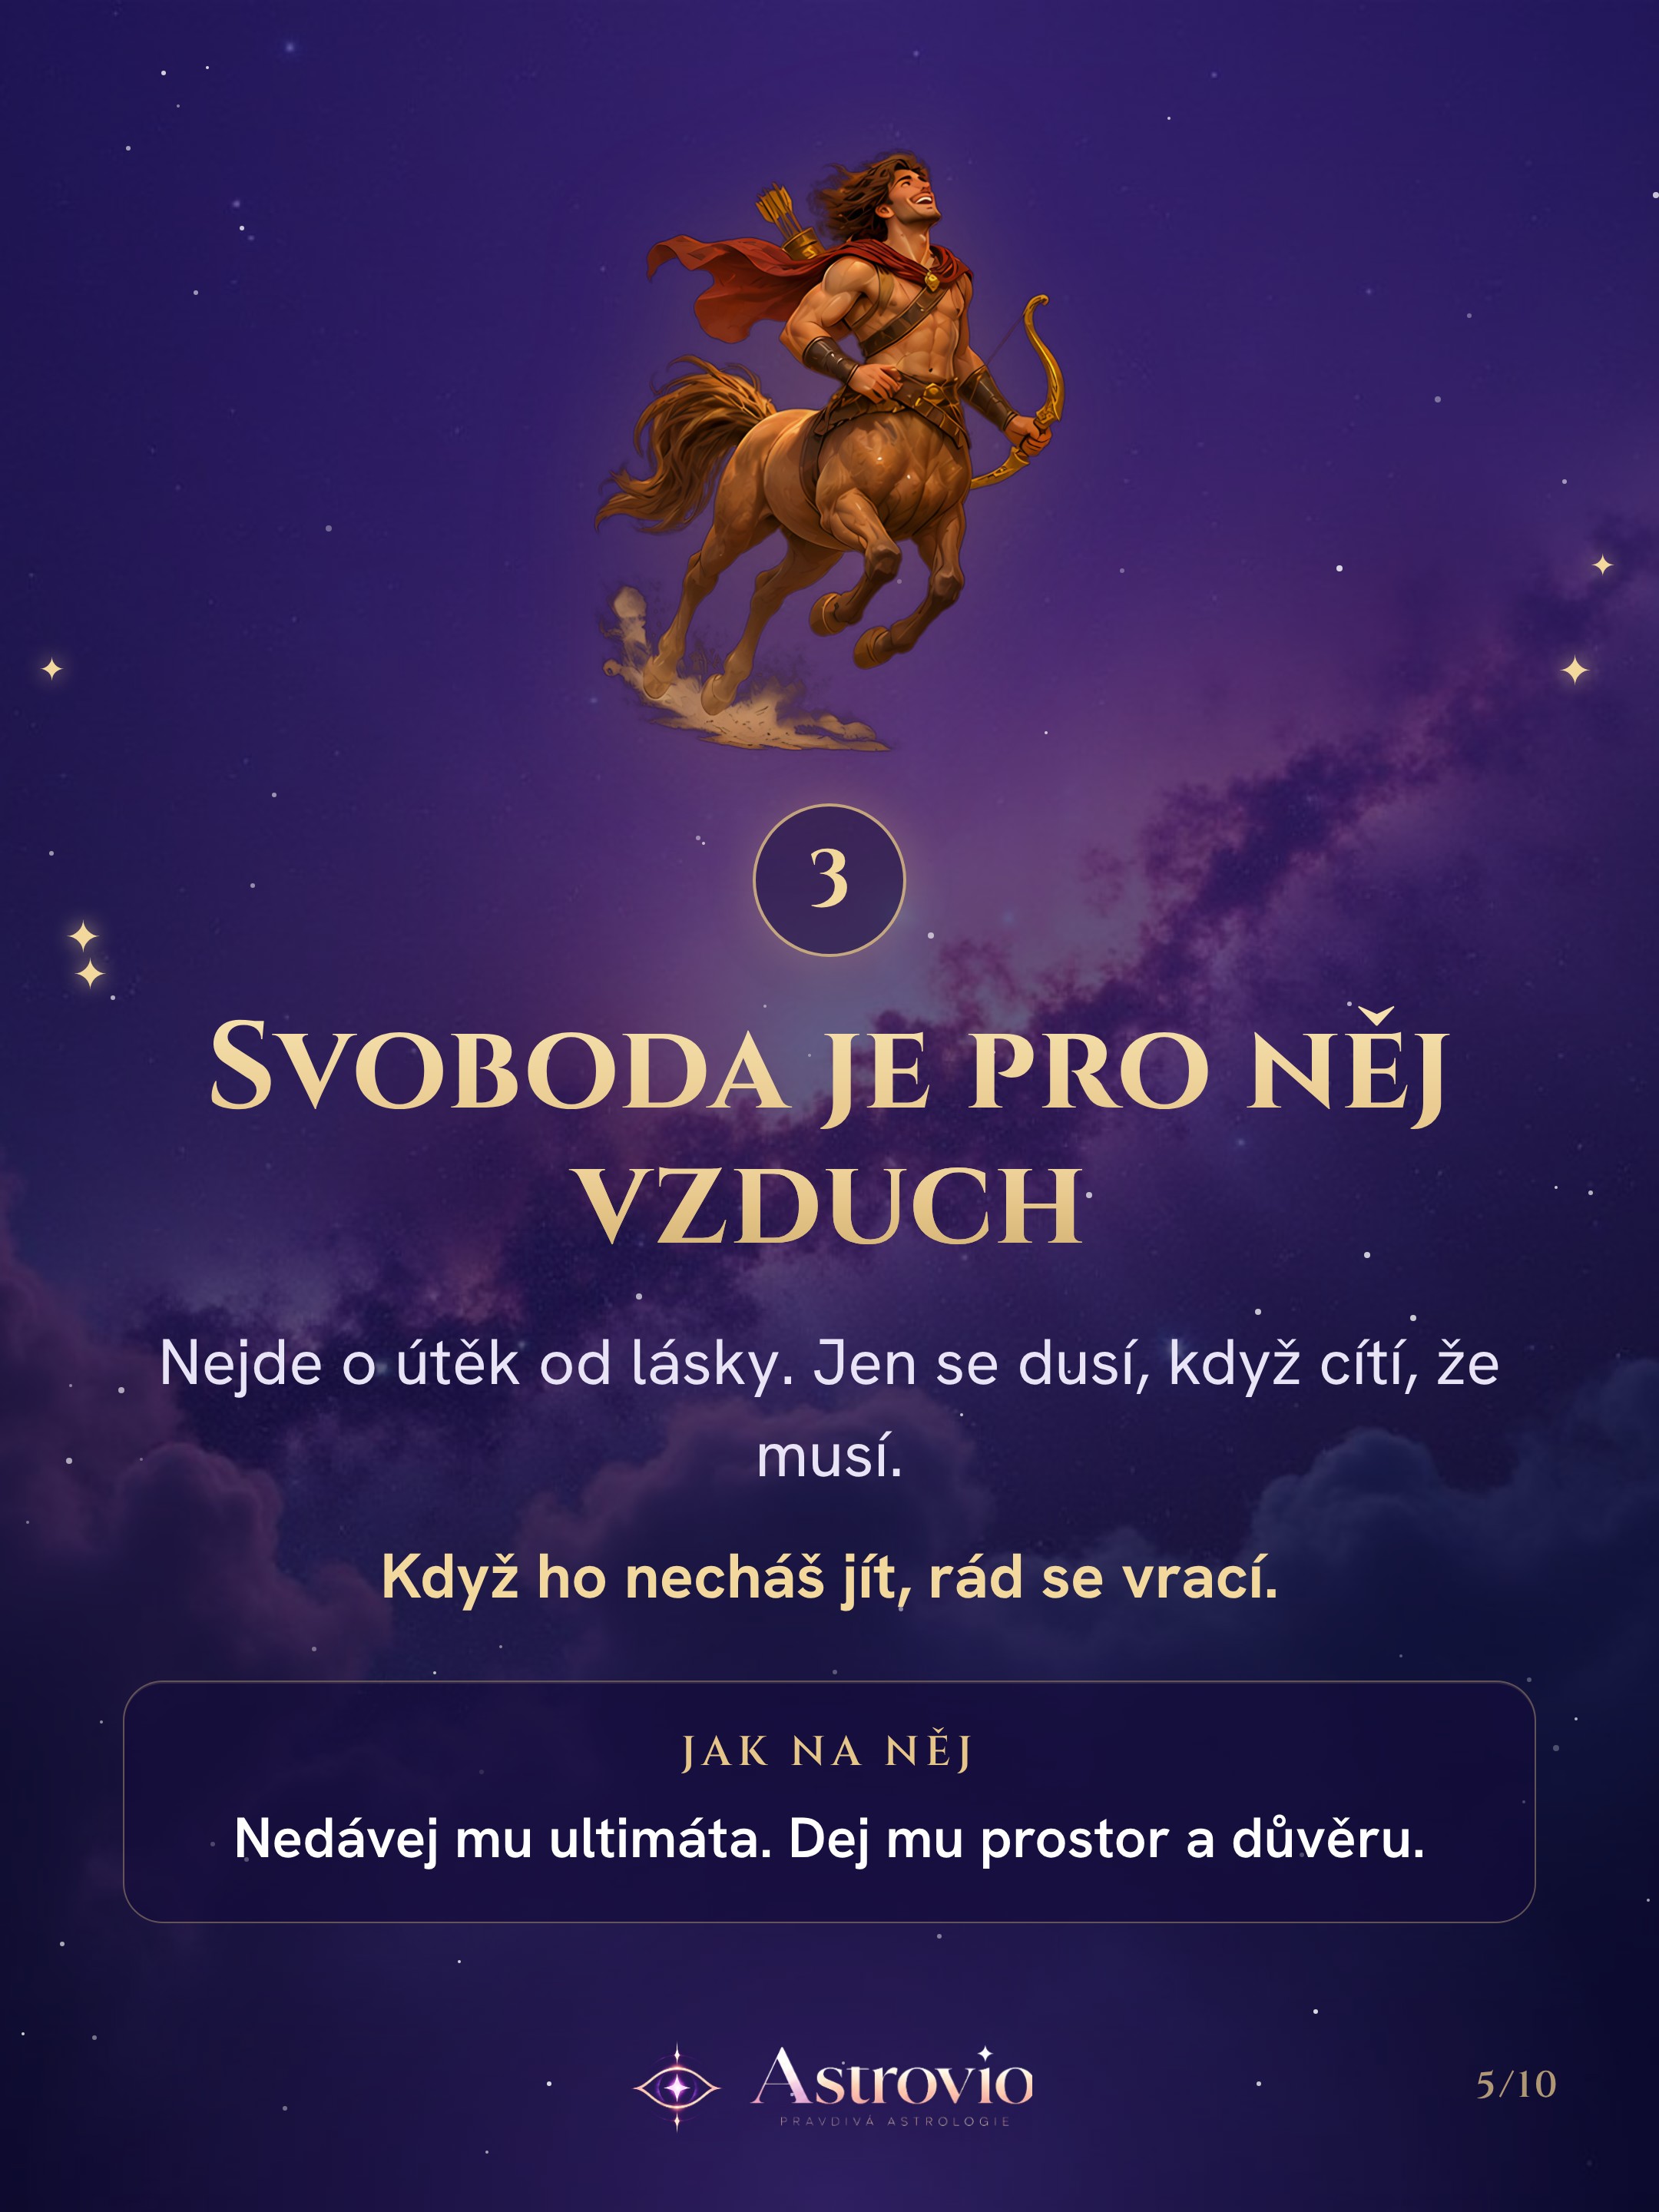 3
Svoboda je pro něj
vzduch
Nejde o útěk od lásky. Jen se dusí, když cítí, že
musí.
Když ho necháš jít, rád se vrací.
JAK NA NĚJ
Nedávej mu ultimáta. Dej mu prostor a důvěru.
Astrovio
PRAVDIVÁ ASTROLOGIE
5/10